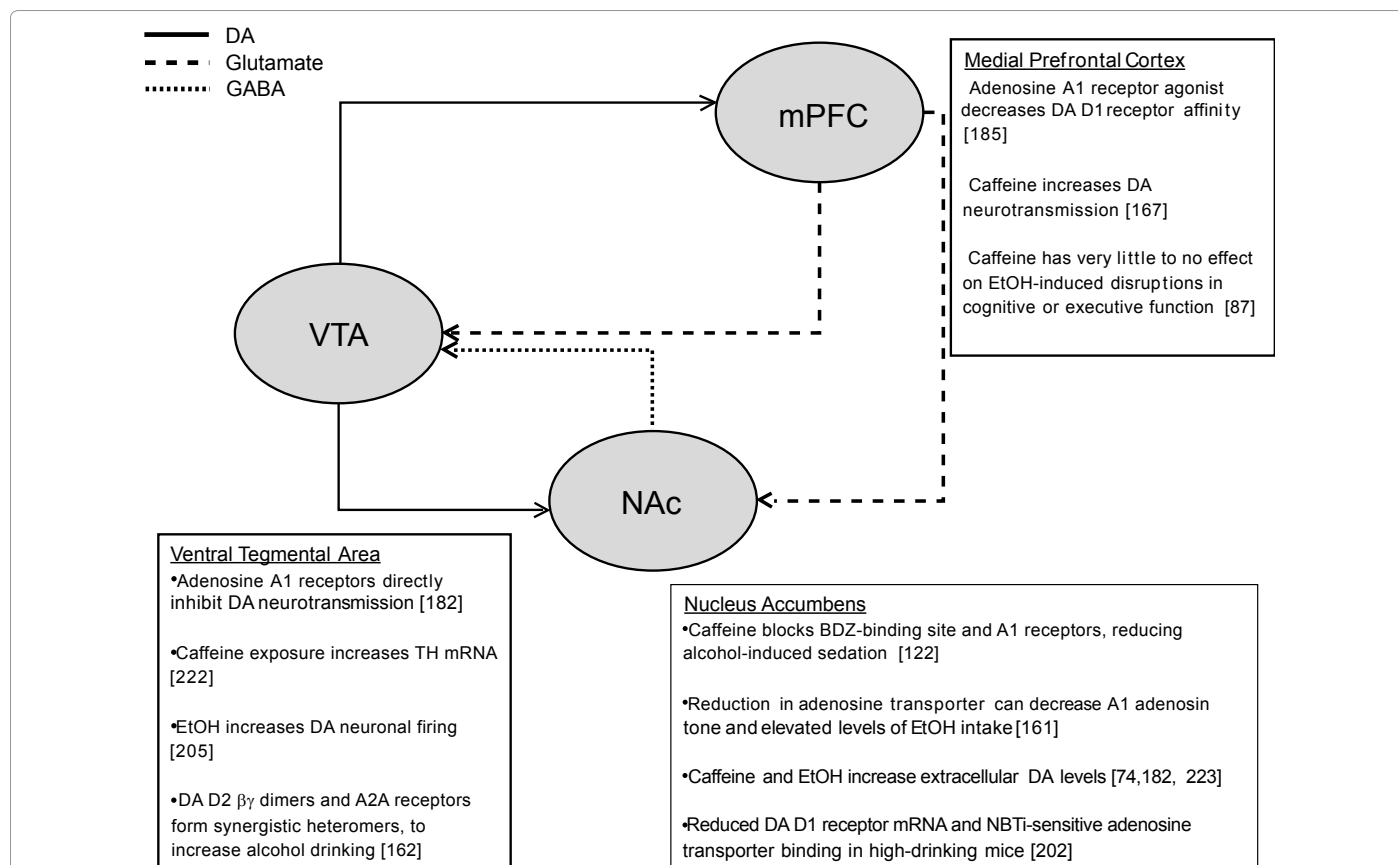 DA
Glutamate
GABA
mPFC
VTA
NAc
Medial Prefrontal Cortex
Adenosine A1 receptor agonist
decreases DA D1receptor affinity
[185]
Caffeine increases DA
neurotransmission [167]
Caffeine has very little to no effect
on EtOH-induced disruptions in
cognitive or executive function [87]
Ventral Tegmental Area
•Adenosine A1 receptors directly
inhibit DA neurotransmission [182]
•Caffeine exposure increases TH mRNA
[222]
•EtOH increases DA neuronal firing
[205]
•DA D2 βγ dimers and A2A receptors
form synergistic heteromers, to
increase alcohol drinking [162]
Nucleus Accumbens
•Caffeine blocks BDZ-binding site and A1 receptors, reducing
alcohol-induced sedation [122]
•Reduction in adenosine transporter can decrease A1 adenosin
tone and elevated levels of EtOH intake [161]
•Caffeine and EtOH increase extracellular DA levels [74,182, 223]
•Reduced DA D1 receptor mRNA and NBTi-sensitive adenosine
transporter binding in high-drinking mice [202]